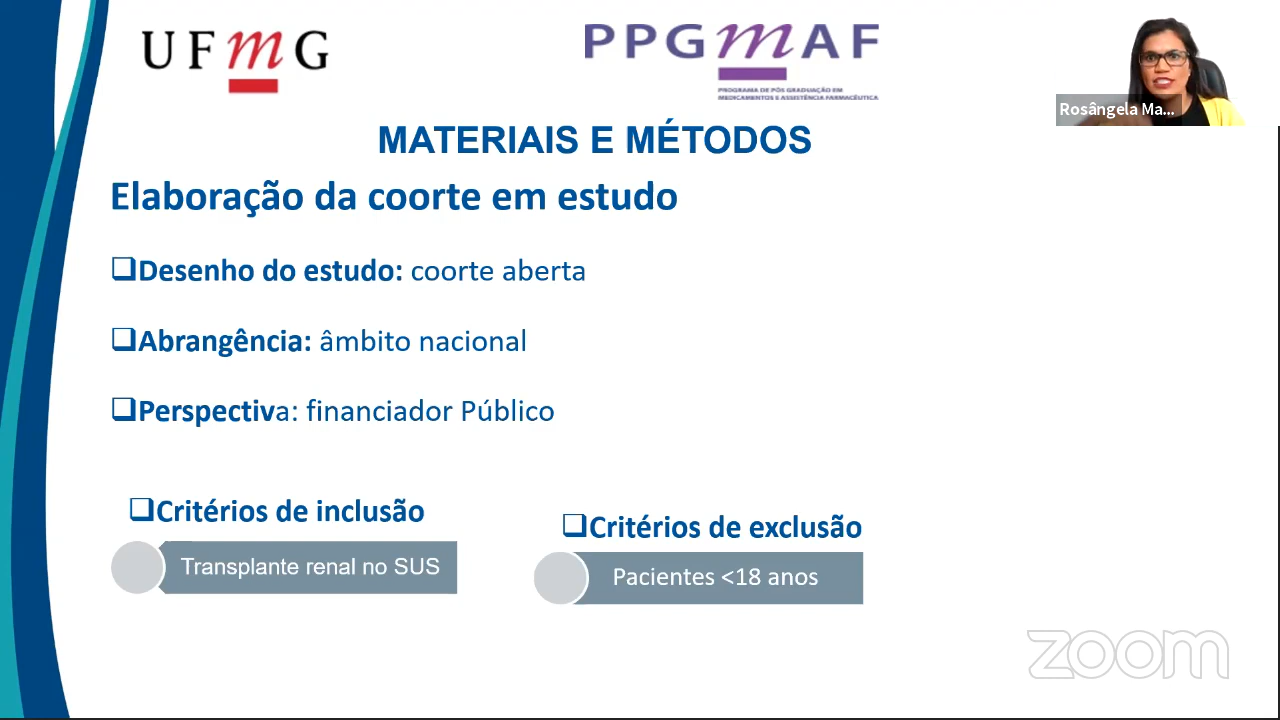 UFmG
PPGmAF
PROGRAMA DE PÓS GRADUAÇÃO EM
MEDICAMENTOS E ASSISTÊNCIA FARMACÊUTICA
Rosângela Ma...
MATERIAIS E MÉTODOS
Elaboração da coorte em estudo
❑Desenho do estudo: coorte aberta
❑Abrangência: âmbito nacional
❑Perspectiva: financiador Público
❑Critérios de inclusão
Transplante renal no SUS
❑Critérios de exclusão
Pacientes <18 anos
zoom